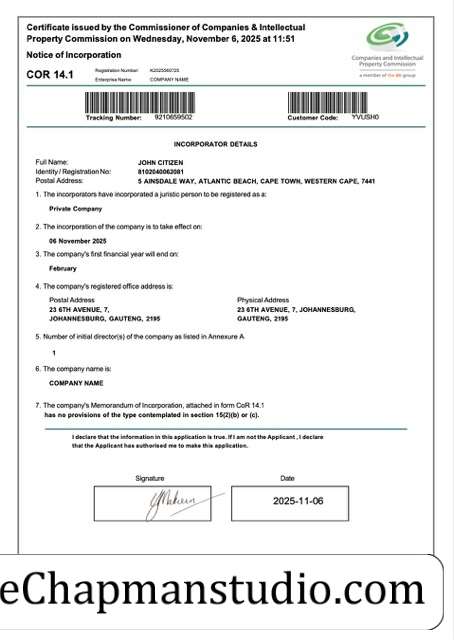 Certificate issued by the Commissioner of Companies & Intellectual
Property Commission on Wednesday, November 6, 2025 at 11:51
Notice of Incorporation
COR 14.1
Registration Number: K2025560725
Enterprise Name: COMPANY NAME
Companies and Intellectual
Property Commission
a member of the dti group
Tracking Number: 9210659502
Customer Code: YVUSH0
INCORPORATOR DETAILS
Full Name: JOHN CITIZEN
Identity / Registration No: 8102040062081
Postal Address: 5 AINSDALE WAY, ATLANTIC BEACH, CAPE TOWN, WESTERN CAPE, 7441
1. The incorporators have incorporated a juristic person to be registered as a:
Private Company
2. The incorporation of the company is to take effect on:
06 November 2025
3. The company's first financial year will end on:
February
4. The company's registered office address is:
Postal Address
23 6TH AVENUE, 7,
JOHANNESBURG, GAUTENG, 2195
Physical Address
23 6TH AVENUE, 7, JOHANNESBURG,
GAUTENG, 2195
5. Number of initial director(s) of the company as listed in Annexure A
1
6. The company name is:
COMPANY NAME
7. The company's Memorandum of Incorporation, attached in form CoR 14.1
has no provisions of the type contemplated in section 15(2)(b) or (c).
I declare that the information in this application is true. If I am not the Applicant , I declare
that the Applicant has authorised me to make this application.
Signature
Date
2025-11-06
eChapmanstudio.com